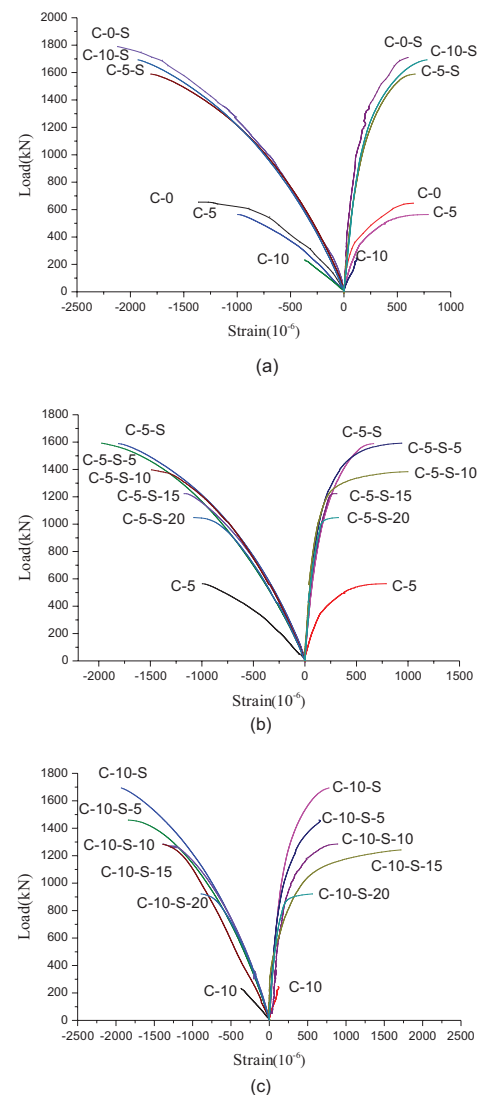 2000
1800
1600
1400
1200
1000
800
600
400
200
0
Load(kN)
C-0-S
C-10-S
C-5-S
C-0
C-5
C-10
C-0-S
C-10-S
C-5-S
C-0
C-5
C-10
-2500 -2000 -1500 -1000 -500 0 500 1000
Strain(10⁻⁶)
(a)
1800
1600
1400
1200
1000
800
600
400
200
0
Load(kN)
C-5-S
C-5-S-5
C-5-S-10
C-5-S-15
C-5-S-20
C-5
C-5-S
C-5-S-5
C-5-S-10
C-5-S-15
C-5-S-20
C-5
-2000 -1500 -1000 -500 0 500 1000 1500
Strain(10⁻⁶)
(b)
1800
1600
1400
1200
1000
800
600
400
200
0
Load(kN)
C-10-S
C-10-S-5
C-10-S-10
C-10-S-15
C-10-S-20
C-10
C-10-S
C-10-S-5
C-10-S-10
C-10-S-15
C-10-S-20
C-10
-2500 -2000 -1500 -1000 -500 0 500 1000 1500 2000 2500
Strain(10⁻⁶)
(c)